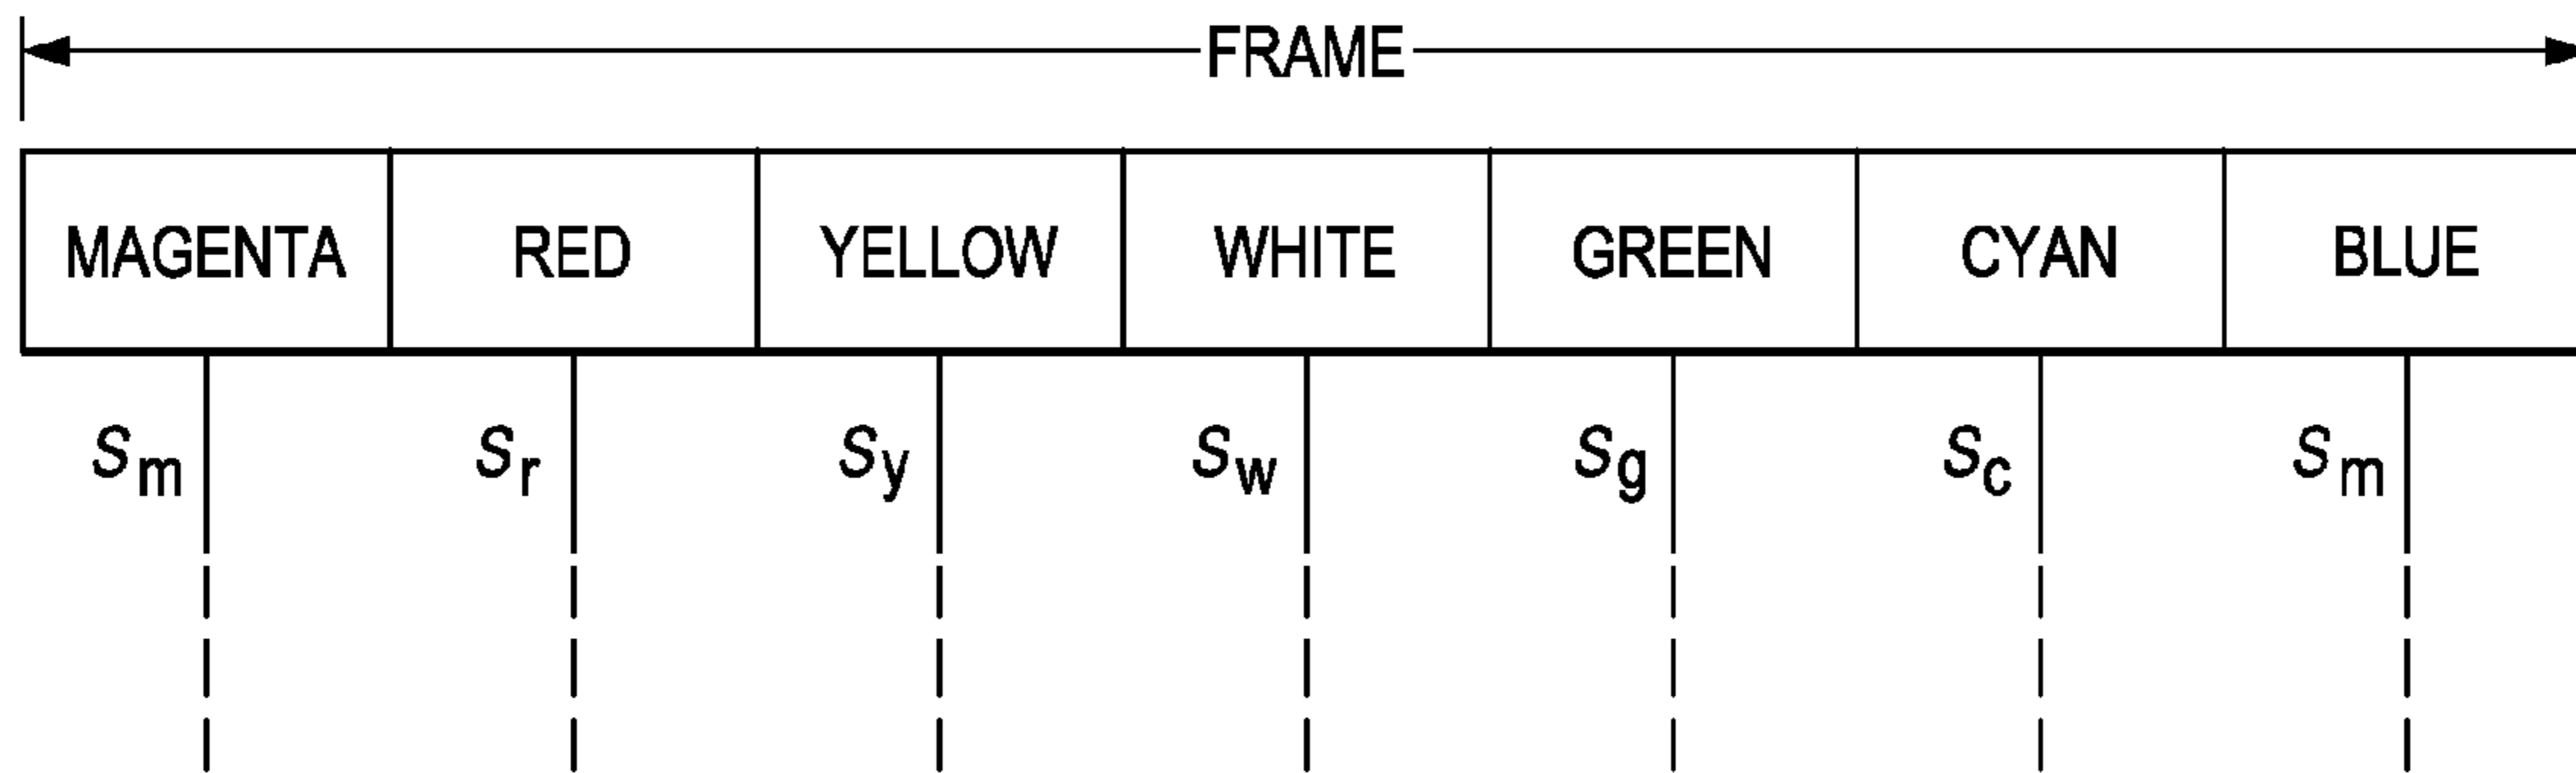 FRAME
MAGENTA RED YELLOW WHITE GREEN CYAN BLUE
Sm Sr Sy Sw Sg Sc Sm